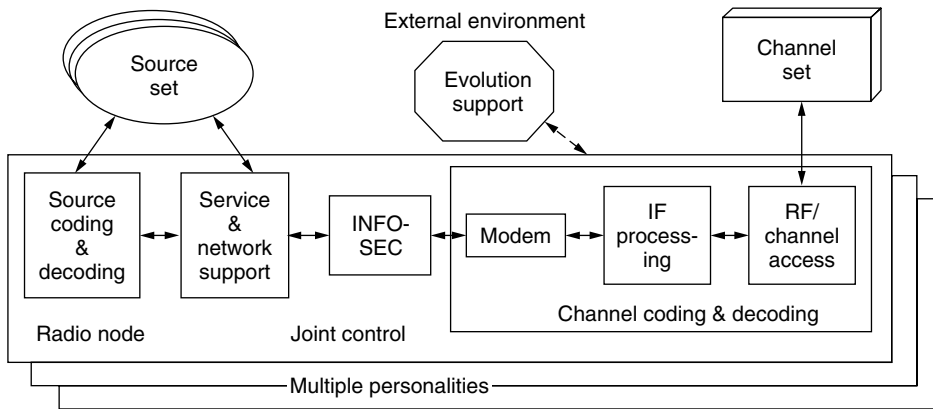 External environment
Source
set
Evolution
support
Channel
set
Source
coding
&
decoding
Service
&
network
support
INFO-
SEC
Modem
IF
process-
ing
RF/
channel
access
Channel coding & decoding
Radio node
Joint control
Multiple personalities